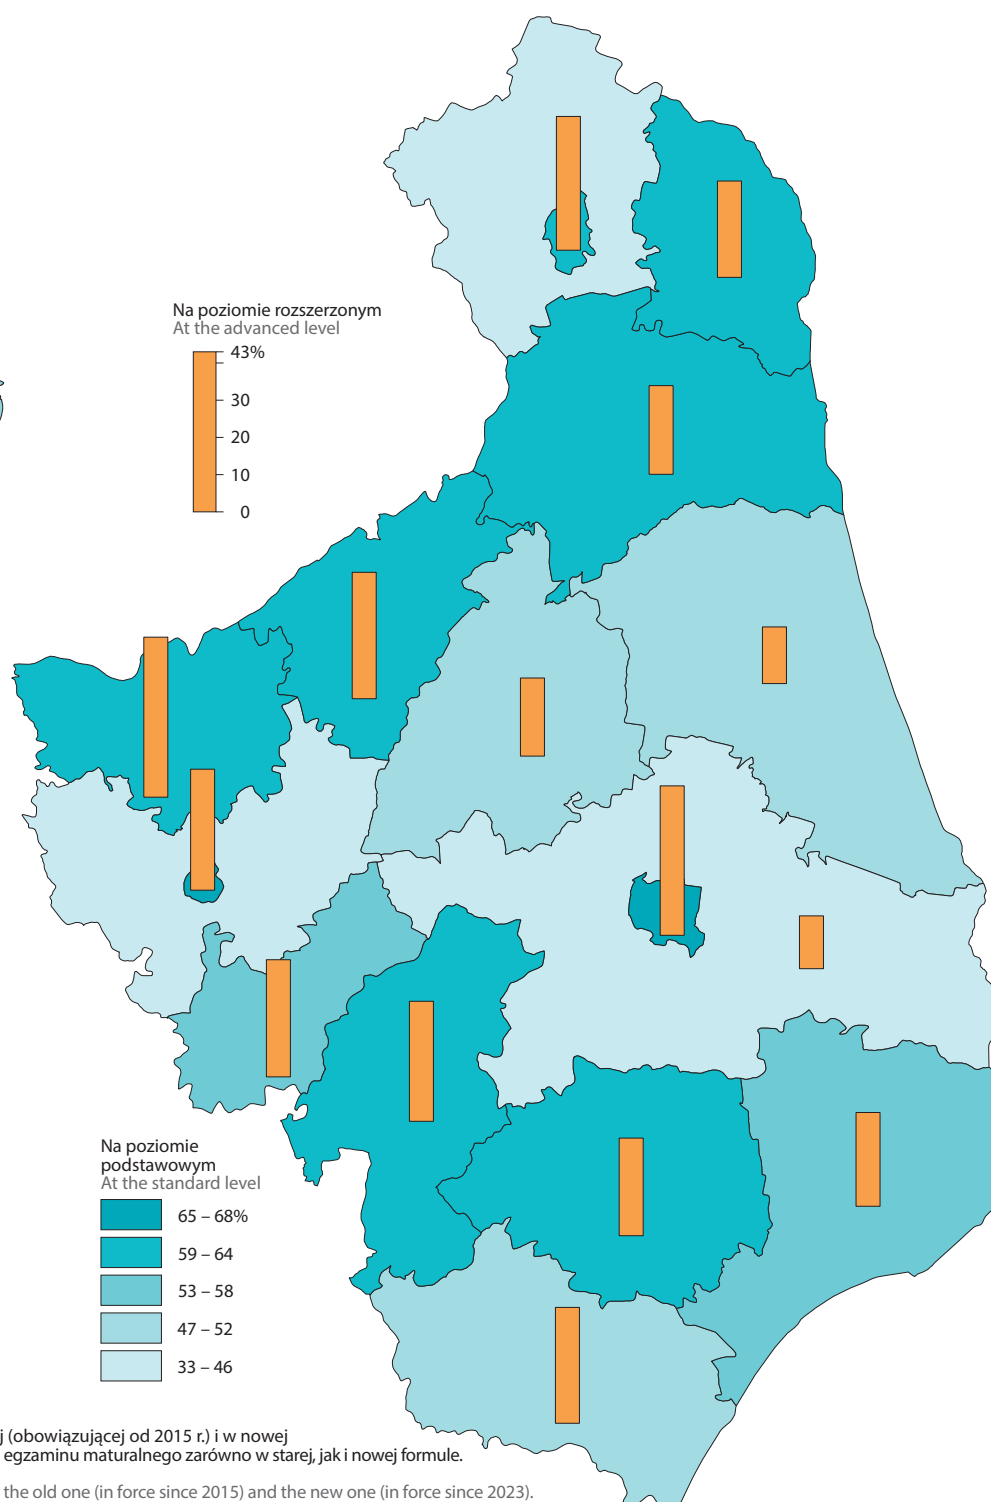 Na poziomie rozszerzonym
At the advanced level
43%
30
20
10
0
Na poziomie
podstawowym
At the standard level
65 – 68%
59 – 64
53 – 58
47 – 52
33 – 46
j (obowiązującej od 2015 r.) i w nowej
egzaminu maturalnego zarówno w starej, jak i nowej formule.
the old one (in force since 2015) and the new one (in force since 2023).